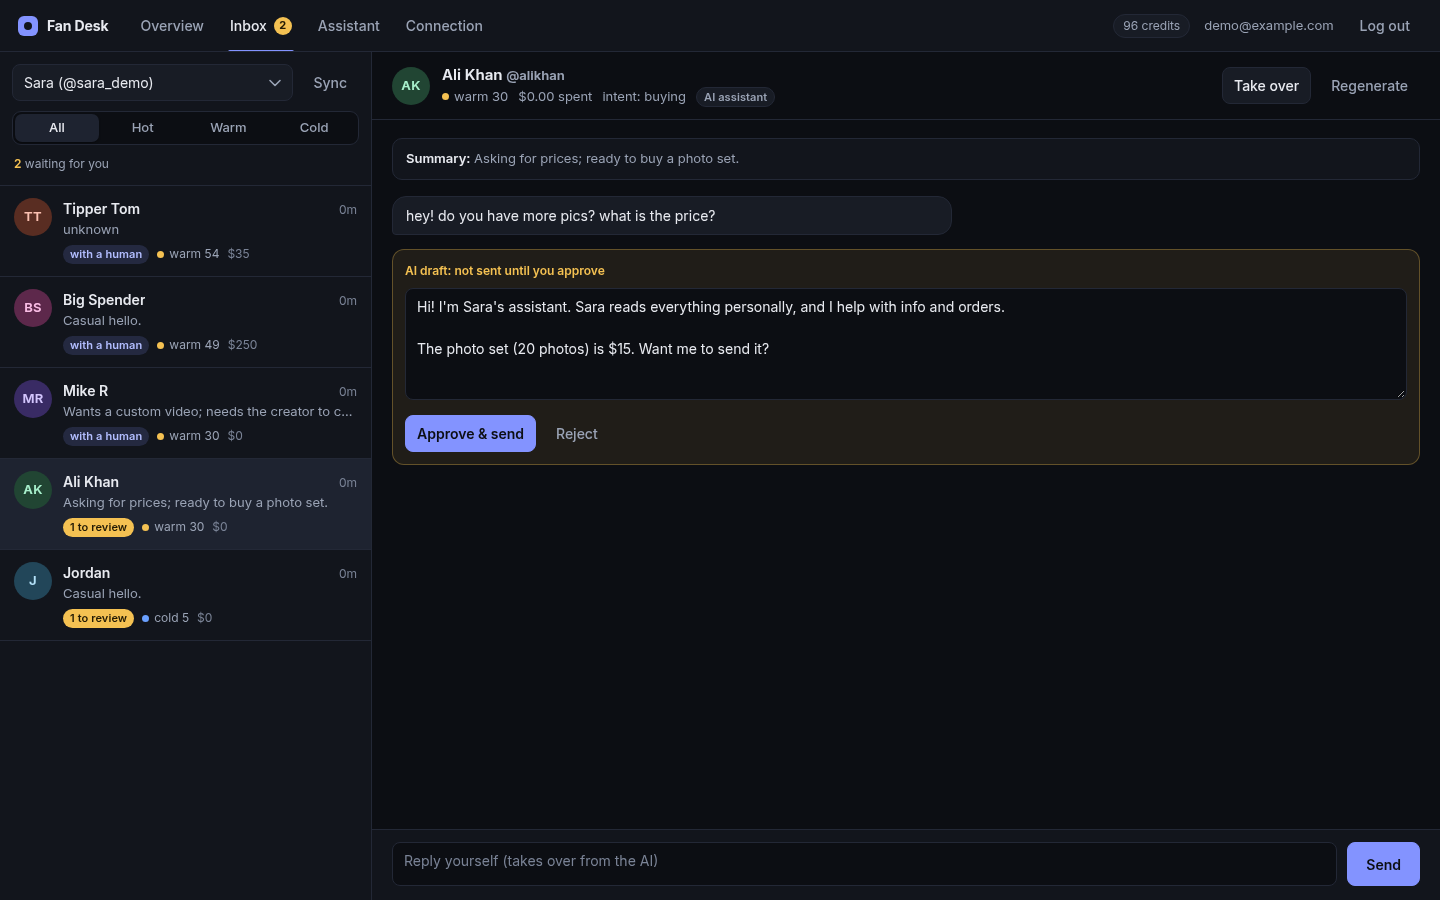 Fan Desk
Overview
Inbox 2
Assistant
Connection
96 credits
demo@example.com
Log out
Sara (@sara_demo)
Sync
All
Hot
Warm
Cold
2 waiting for you
TT
Tipper Tom
0m
unknown
with a human
warm 54
$35
BS
Big Spender
0m
Casual hello.
with a human
warm 49
$250
MR
Mike R
0m
Wants a custom video; needs the creator to c...
with a human
warm 30
$0
AK
Ali Khan
0m
Asking for prices; ready to buy a photo set.
1 to review
warm 30
$0
J
Jordan
0m
Casual hello.
1 to review
cold 5
$0
AK
Ali Khan @alikhan
warm 30 $0.00 spent intent: buying AI assistant
Take over
Regenerate
Summary: Asking for prices; ready to buy a photo set.
hey! do you have more pics? what is the price?
AI draft: not sent until you approve
Hi! I'm Sara's assistant. Sara reads everything personally, and I help with info and orders.
The photo set (20 photos) is $15. Want me to send it?
Approve & send
Reject
Reply yourself (takes over from the AI)
Send